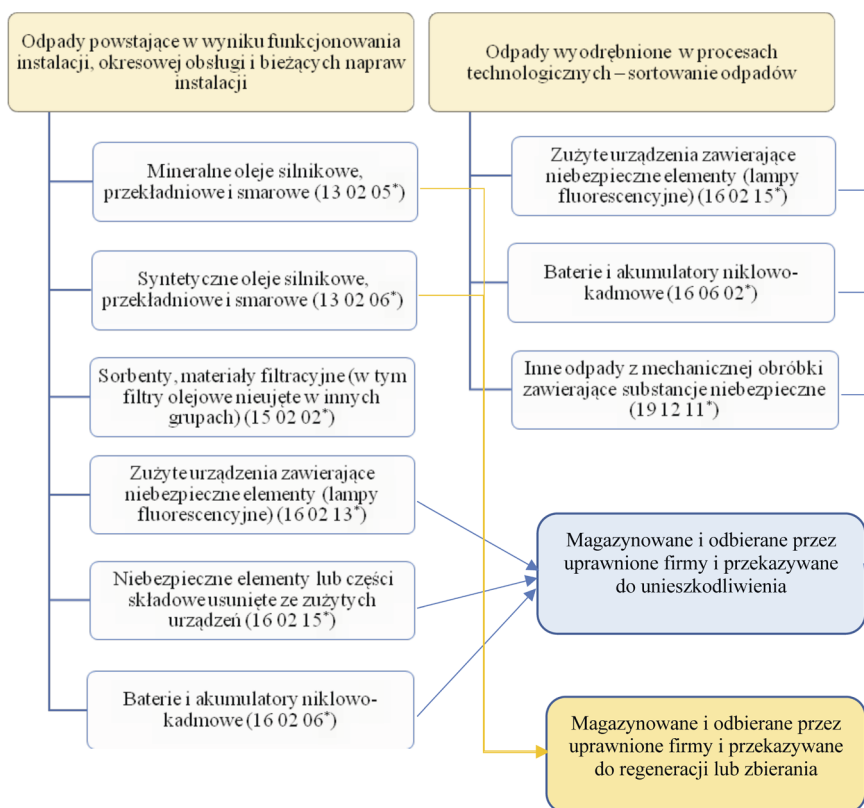 Odpady powstające w wyniku funkcjonowania
instalacji, okresowej obsługi i bieżących napraw
instalacji
Mineralne oleje silnikowe,
przekładniowe i smarowe (13 02 05*)
Syntetyczne oleje silnikowe,
przekładniowe i smarowe (13 02 06*)
Sorbenty, materiały filtracyjne (w tym
filtry olejowe nieujęte w innych
grupach) (15 02 02*)
Zużyte urządzenia zawierające
niebezpieczne elementy (lampy
fluorescencyjne) (16 02 13*)
Niebezpieczne elementy lub części
składowe usunięte ze zużytych
urządzeń (16 02 15*)
Baterie i akumulatory niklowo-
kadmowe (16 02 06*)
Odpady wyodrębnione w procesach
technologicznych – sortowanie odpadów
Zużyte urządzenia zawierające
niebezpieczne elementy (lampy
fluorescencyjne) (16 02 15*)
Baterie i akumulatory niklowo-
kadmowe (16 06 02*)
Inne odpady z mechanicznej obróbki
zawierające substancje niebezpieczne
(19 12 11*)
Magazynowane i odbierane przez
uprawnione firmy i przekazywane
do unieszkodliwienia
Magazynowane i odbierane przez
uprawnione firmy i przekazywane
do regeneracji lub zbierania